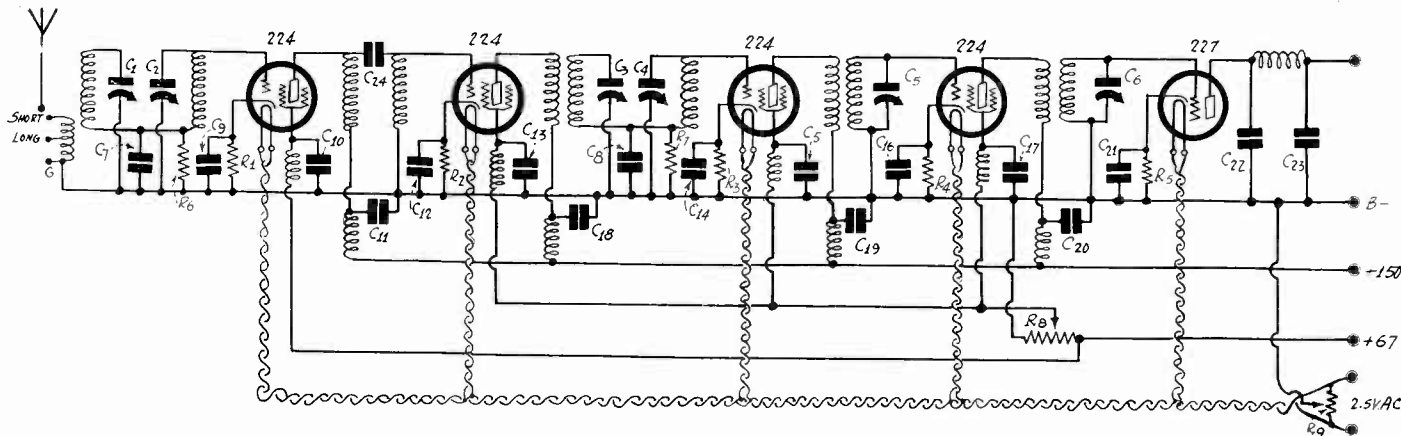 224
224
224
224
227
SHORT
LONG
G
C1
C2
C7
R6
C9
R1
C10
C24
C11
C12
R2
C13
C18
C3
C4
C8
R7
C14
R3
C5
C19
C5
C16
R4
C17
C20
C6
C21
R5
C22
C23
B-
+150
R8
+67
2.5V.AC
R9